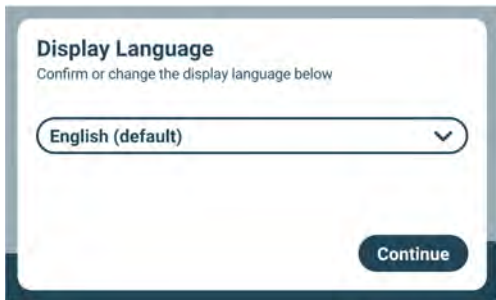 Display Language
Confirm or change the display language below
English (default)
Continue